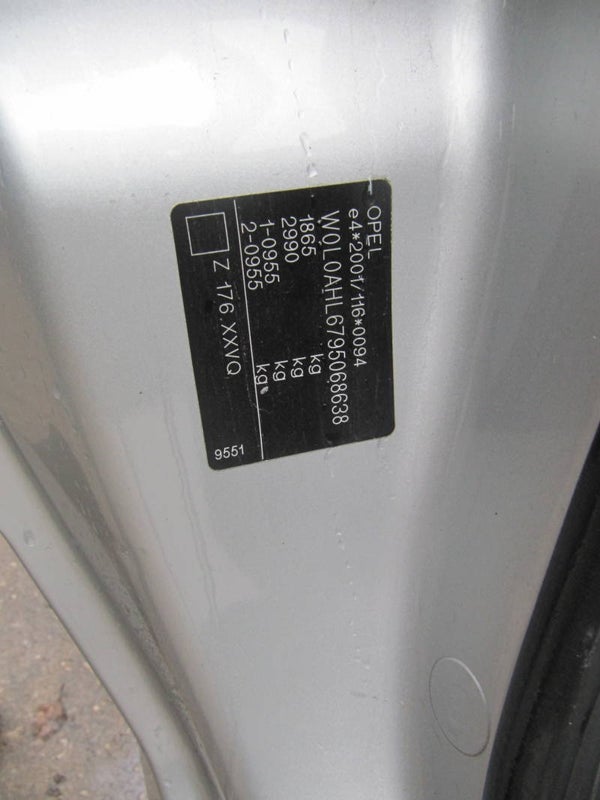 OPEL
e4*2001/116*0094
W0L0AHL6795068638
1865 kg
2990 kg
1-0955 kg
2-0955 kg
Z 176 XXVQ
9551